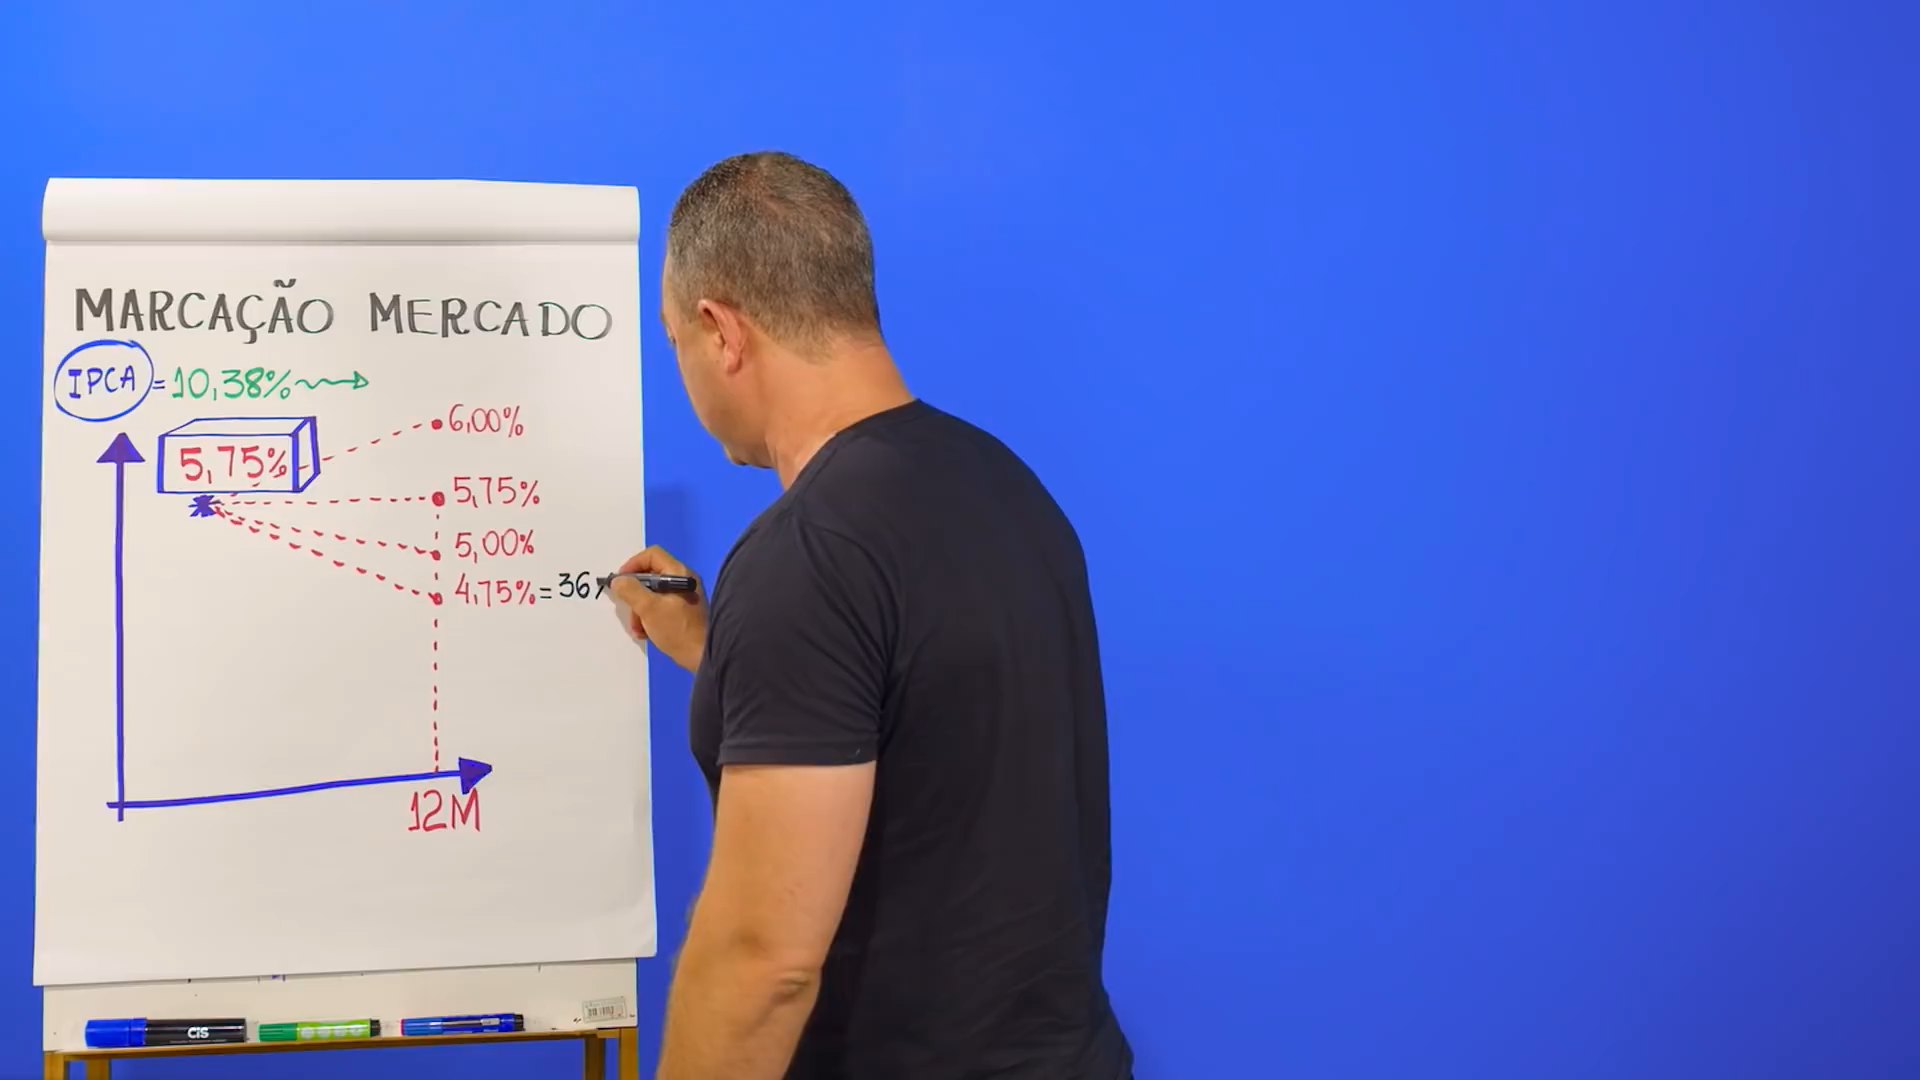 MARCAÇÃO MERCADO
IPCA = 10,38%
6,00%
5,75%
5,75%
5,00%
4,75% = 36
12M
CiS